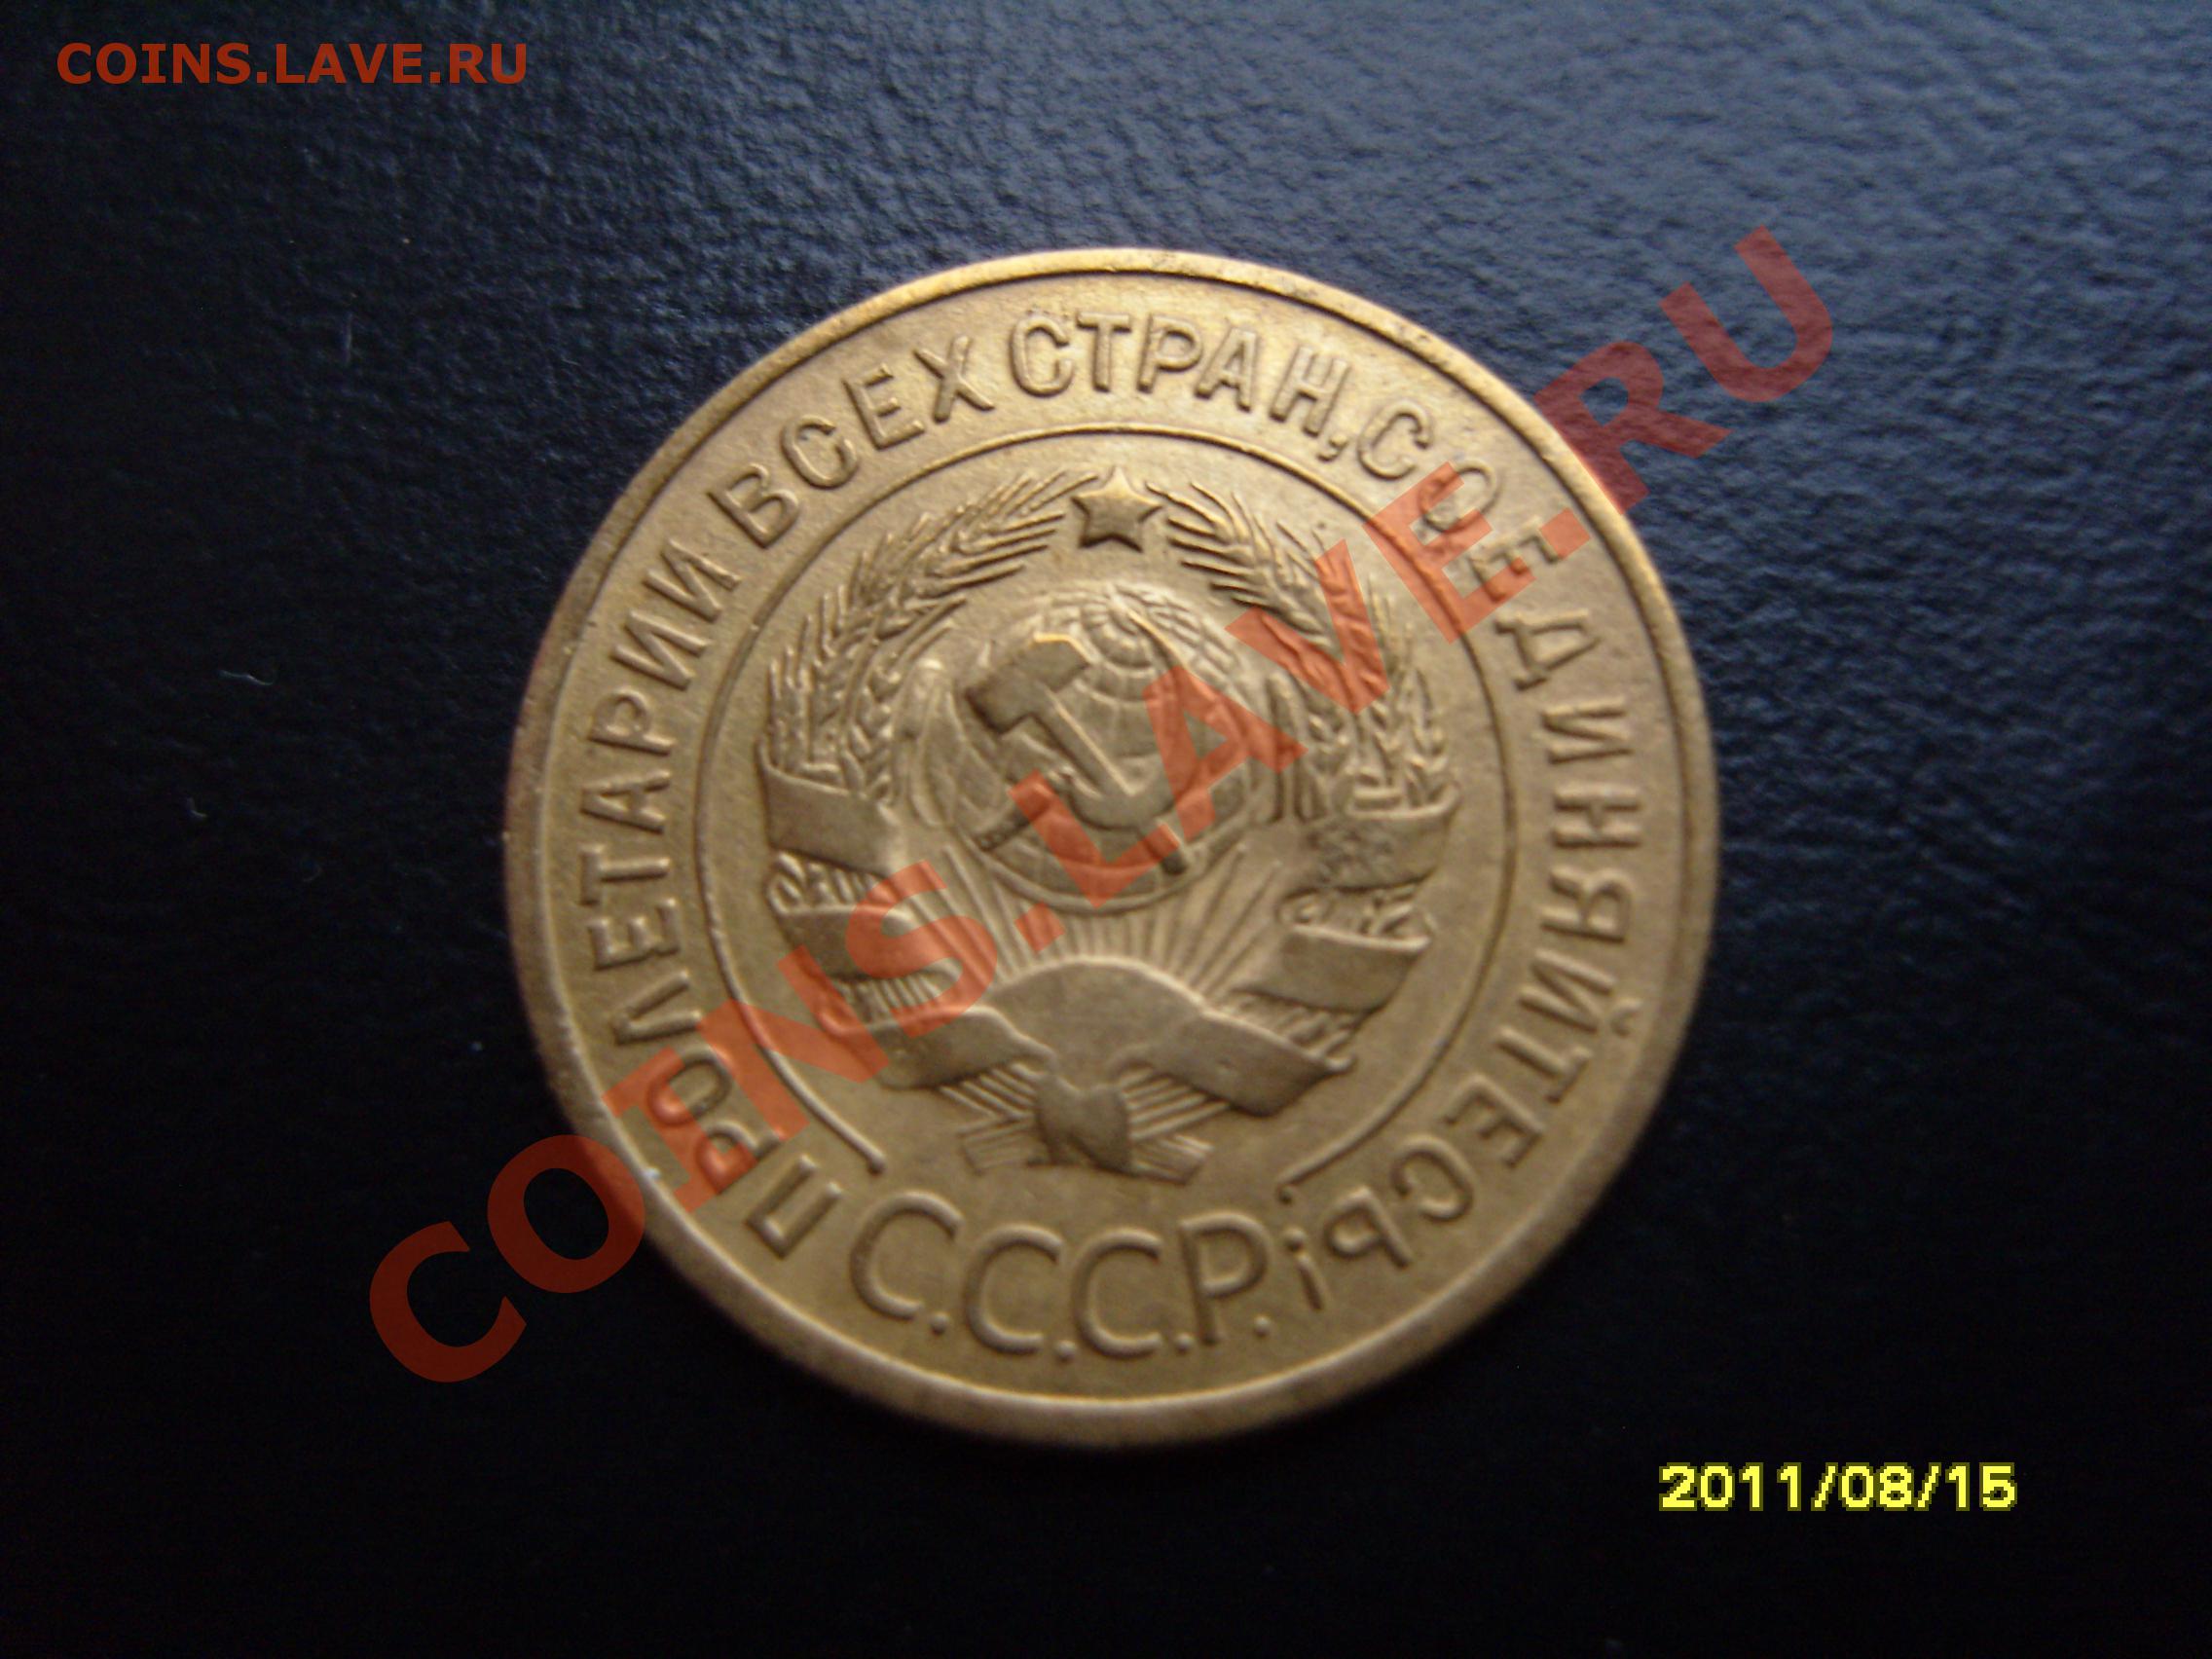 COINS.LAVE.RU
ПРОЛЕТАРИИ ВСЕХ СТРАН, СОЕДИНЯЙТЕСЬ!
С.С.С.Р.
COINS.LAVE.RU
2011/08/15